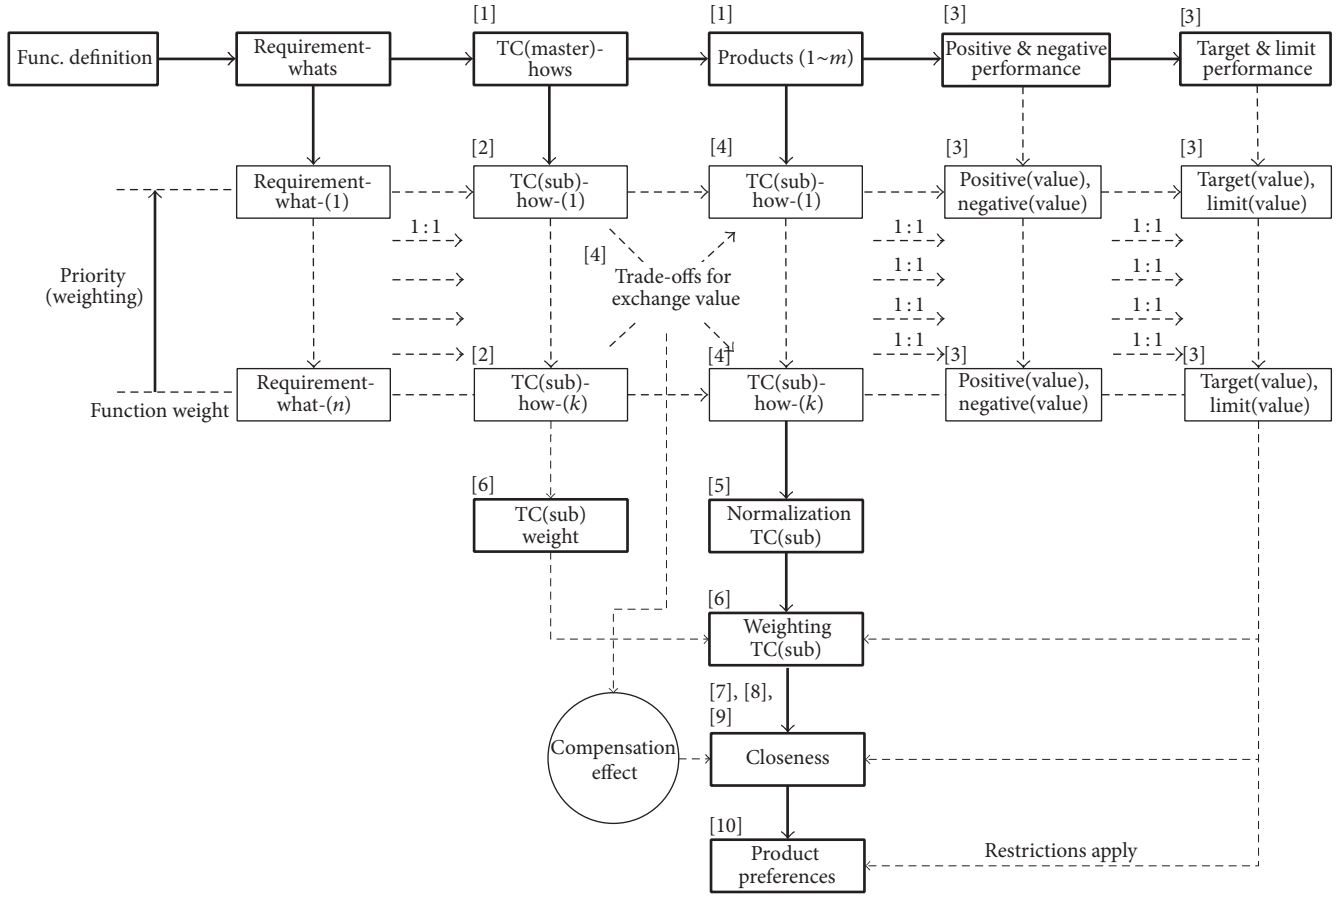 [1]
[1]
[3]
[3]
Func. definition
Requirement-
whats
TC(master)-
hows
Products (1~m)
Positive & negative
performance
Target & limit
performance
[2]
[4]
[3]
[3]
Requirement-
what-(1)
TC(sub)-
how-(1)
TC(sub)-
how-(1)
Positive(value),
negative(value)
Target(value),
limit(value)
1 : 1
1 : 1
1 : 1
[4]
Priority
(weighting)
Trade-offs for
exchange value
1 : 1
1 : 1
1 : 1
1 : 1
1 : 1
1 : 1
[2]
[4]
[3]
[3]
Function weight
Requirement-
what-(n)
TC(sub)-
how-(k)
TC(sub)-
how-(k)
Positive(value),
negative(value)
Target(value),
limit(value)
[6]
[5]
TC(sub)
weight
Normalization
TC(sub)
[6]
Weighting
TC(sub)
[7], [8],
[9]
Compensation
effect
Closeness
[10]
Product
preferences
Restrictions apply